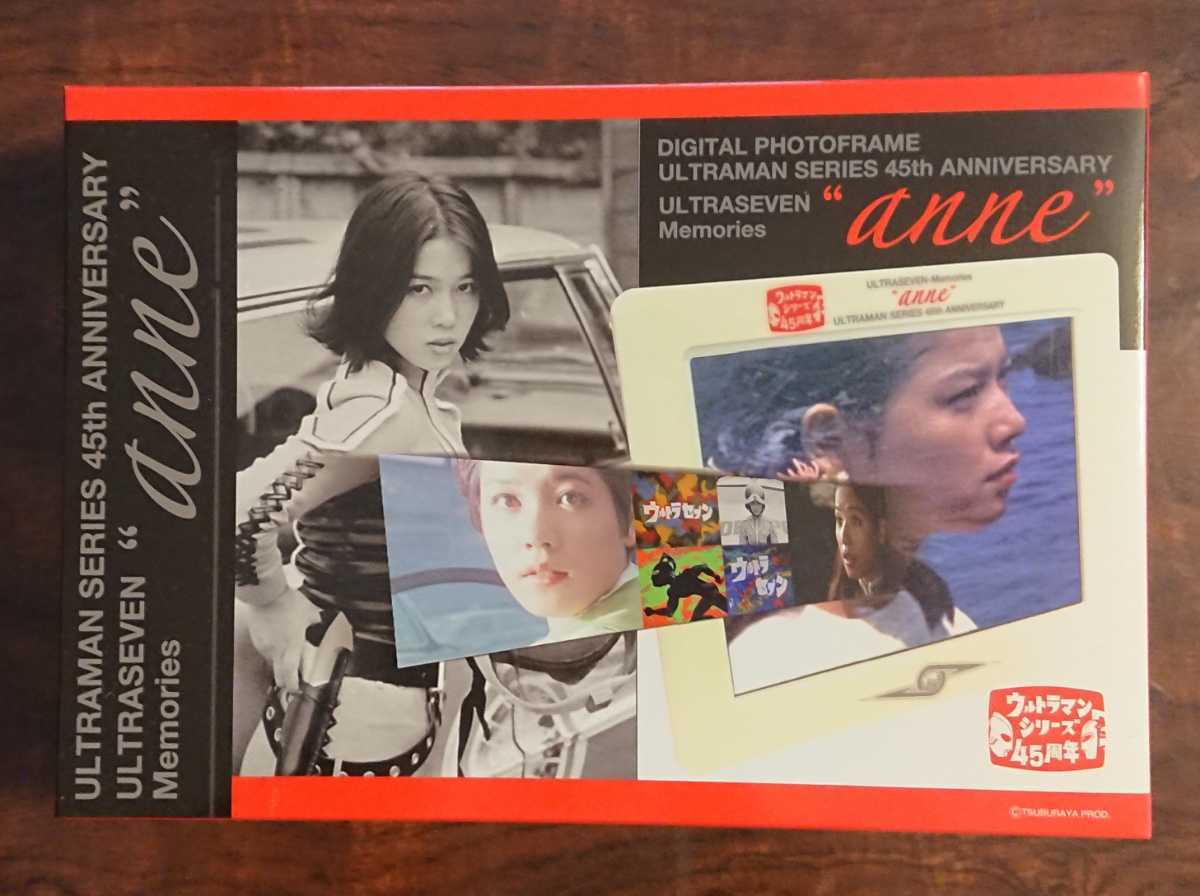 ULTRAMAN SERIES 45th ANNIVERSARY
ULTRASEVEN "anne"
Memories
DIGITAL PHOTOFRAME
ULTRAMAN SERIES 45th ANNIVERSARY
ULTRASEVEN "anne"
Memories
ULTRASEVEN-Memories
"anne"
ULTRAMAN SERIES 45th ANNIVERSARY
ウルトラマン
シリーズ
45周年
ウルトラセブン
ウルトラ
セブン
ウルトラマン
シリーズ
45周年
©TSUBURAYA PROD.